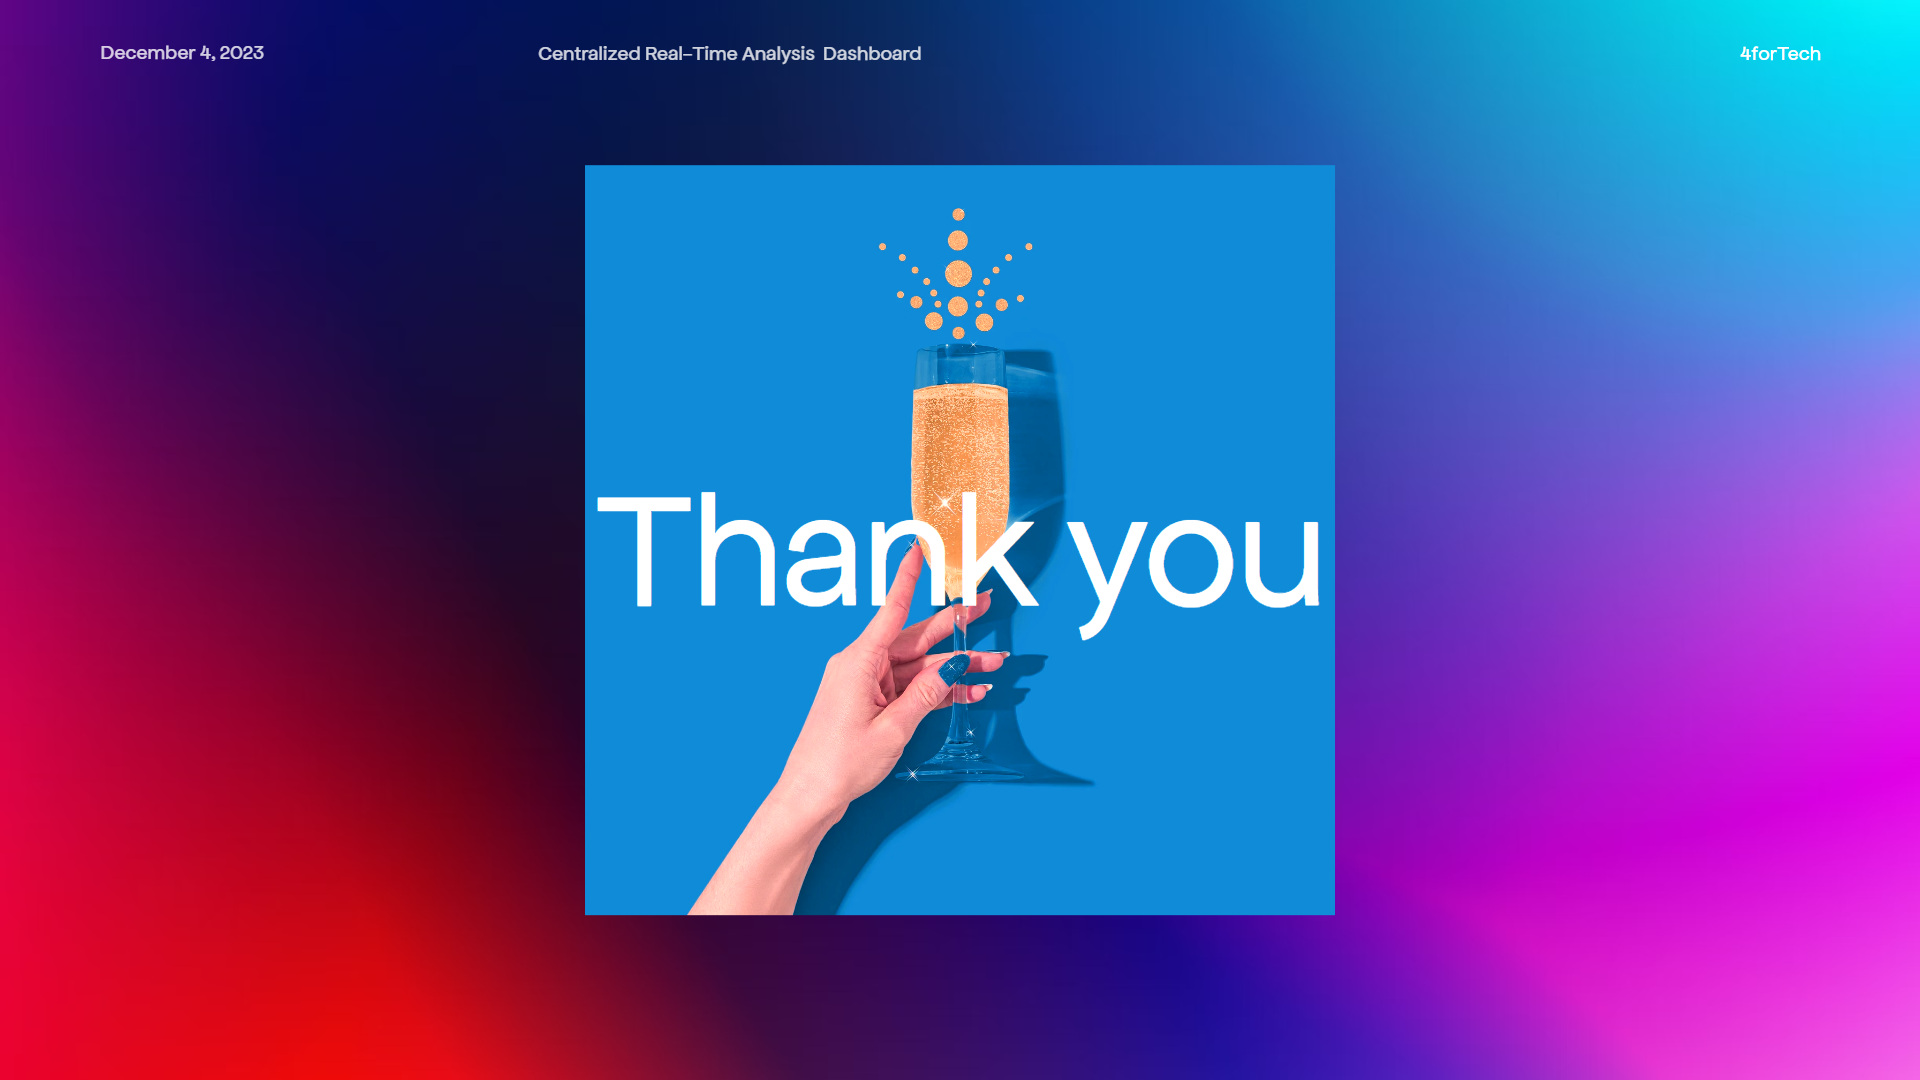 December 4, 2023
Centralized Real-Time Analysis Dashboard
4forTech
Thank you